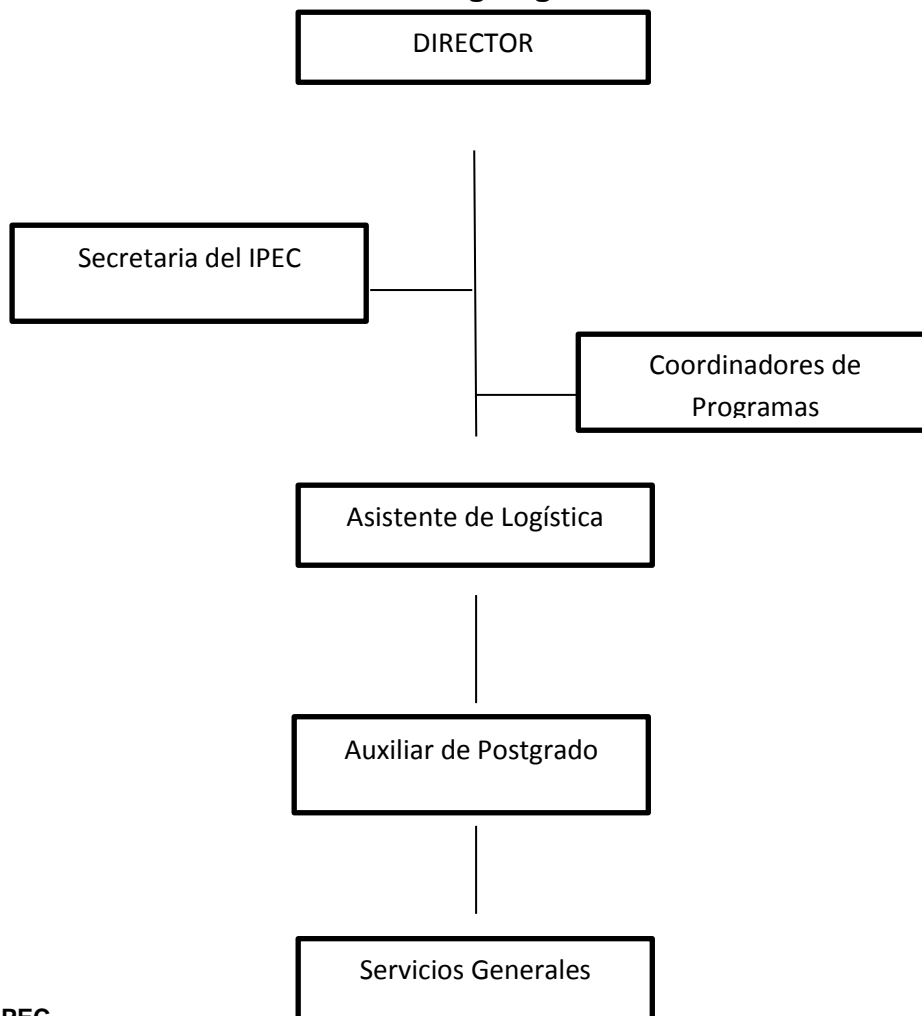 DIRECTOR
Secretaria del IPEC
Coordinadores de
Programas
Asistente de Logística
Auxiliar de Postgrado
Servicios Generales